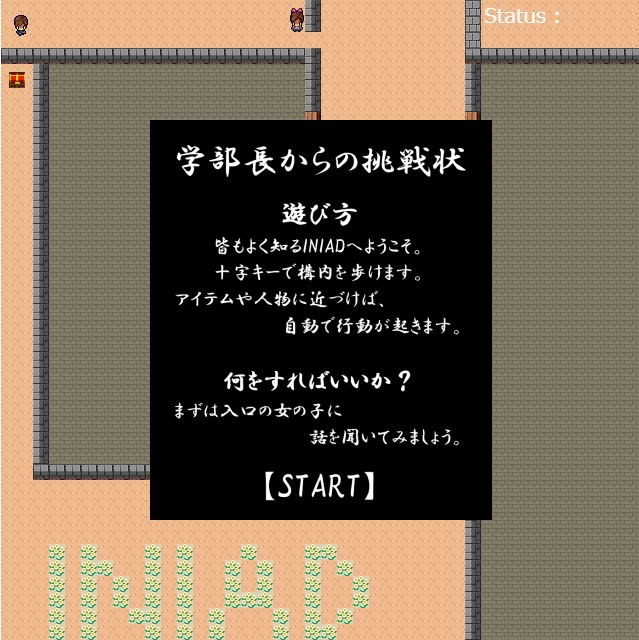 Status :
学部長からの挑戦状
遊び方
皆もよく知るINIADへようこそ。
十字キーで構内を歩けます。
アイテムや人物に近づけば、
自動で行動が起きます。
何をすればいいか？
まずは入口の女の子に
話を聞いてみましょう。
【START】
INIAD